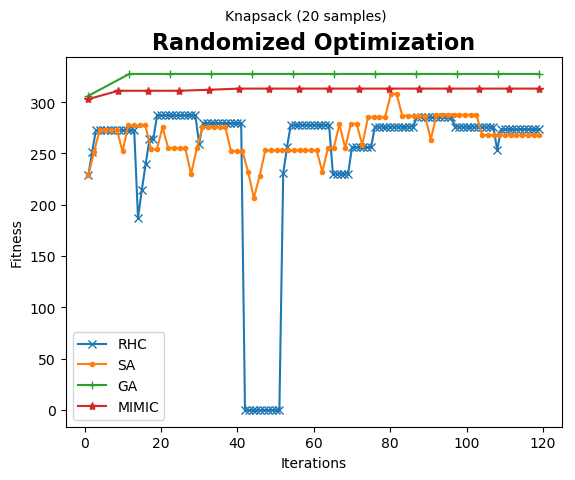 Knapsack (20 samples)
Randomized Optimization
Fitness
300
250
200
150
100
50
0
RHC
SA
GA
MIMIC
0 20 40 60 80 100 120
Iterations